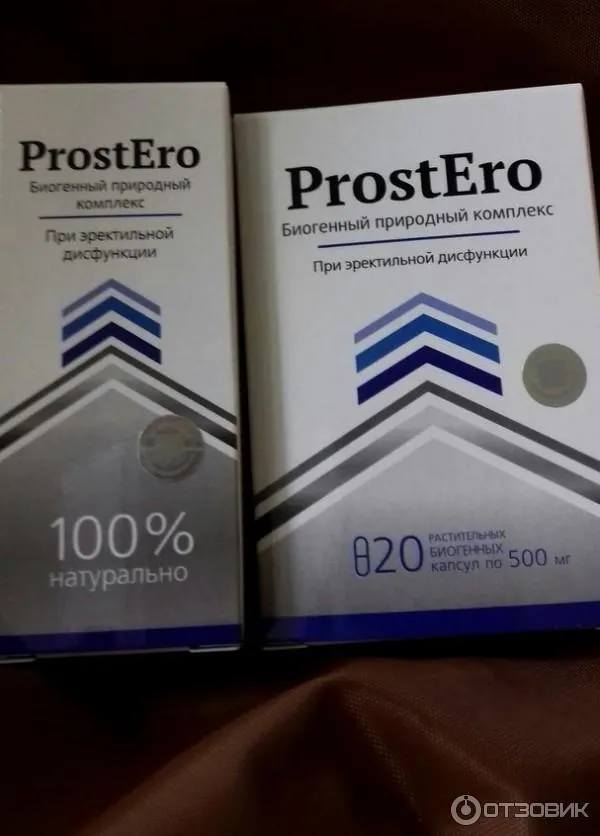 ProstEro
Биогенный природный
комплекс
При эректильной
дисфункции
100%
натурально
ProstEro
Биогенный природный комплекс
При эректильной дисфункции
20
РАСТИТЕЛЬНЫХ
БИОГЕННЫХ
капсул по 500 мг
ОТЗОВИК